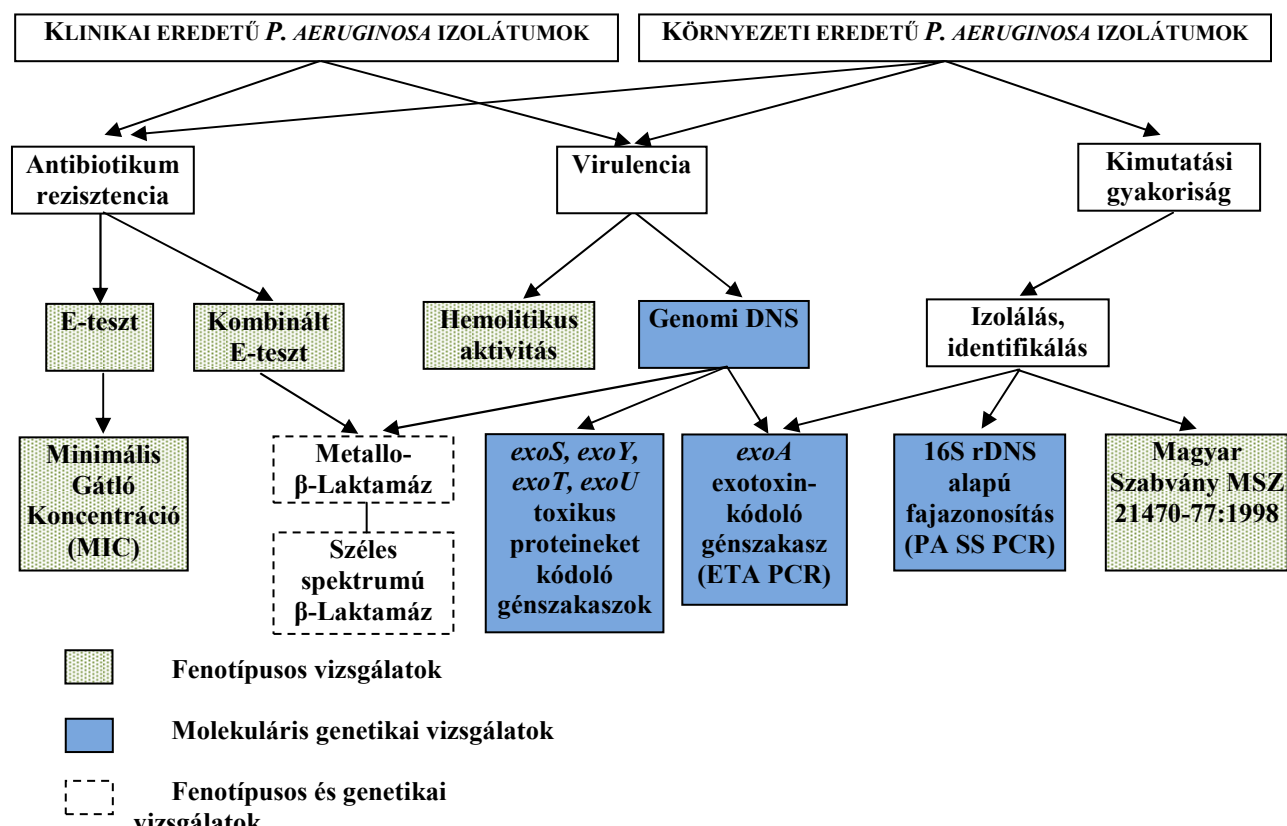 KLINIKAI EREDETŰ P. AERUGINOSA IZOLÁTUMOK
KÖRNYEZETI EREDETŰ P. AERUGINOSA IZOLÁTUMOK
Antibiotikum
rezisztencia
Virulencia
Kimutatási
gyakoriság
E-teszt
Kombinált
E-teszt
Hemolitikus
aktivitás
Genomi DNS
Izolálás,
identifikálás
Minimális
Gátló
Koncentráció
(MIC)
Metallo-
β-Laktamáz
Széles
spektrumú
β-Laktamáz
exoS, exoY,
exoT, exoU
toxikus
proteineket
kódoló
génszakaszok
exoA
exotoxin-
kódoló
génszakasz
(ETA PCR)
16S rDNS
alapú
fajazonosítás
(PA SS PCR)
Magyar
Szabvány MSZ
21470-77:1998
Fenotípusos vizsgálatok
Molekuláris genetikai vizsgálatok
Fenotípusos és genetikai
vizsgálatok